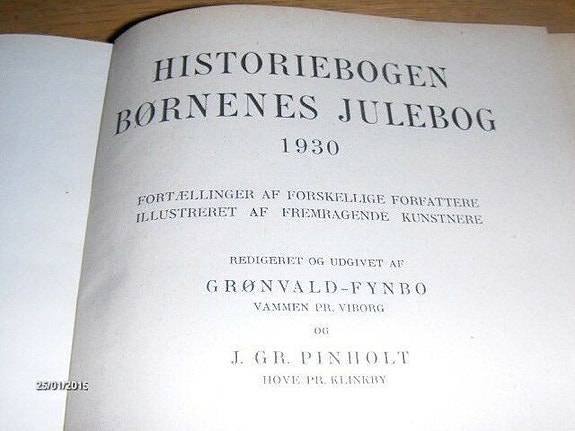 HISTORIEBOGEN
BØRNENES JULEBOG
1930
FORTÆLLINGER AF FORSKELLIGE FORFATTERE
ILLUSTRERET AF FREMRAGENDE KUNSTNERE
REDIGERET OG UDGIVET AF
GRØNVALD-FYNBO
VAMMEN PR. VIBORG
OG
J. GR. PINHOLT
HOVE PR. KLINKBY
25/01/2015